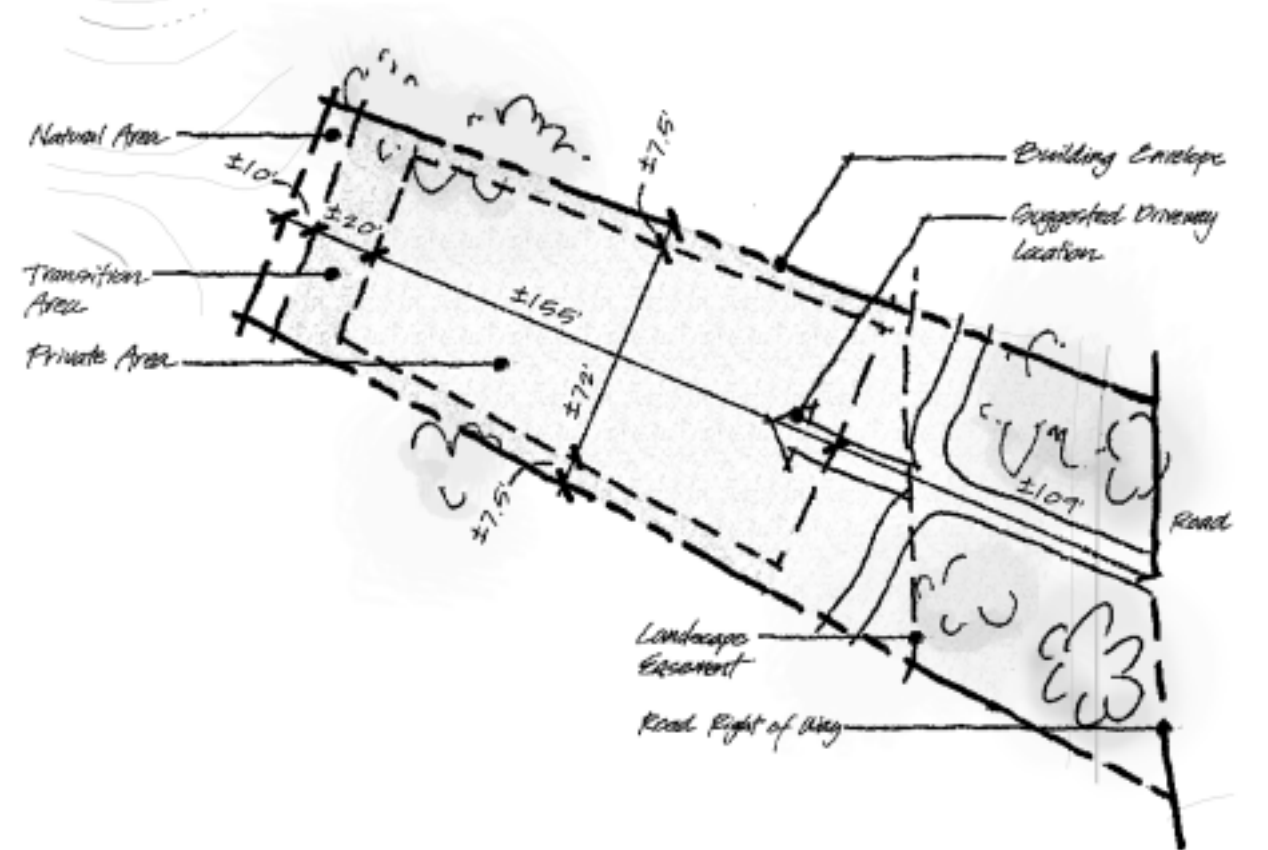 Natural Area
±10'
±20'
±7.5'
Building Envelope
Suggested Driveway
Location
Transition
Area
±155'
Private Area
±72'
±7.5'
±109'
Road
Landscape
Easement
Road Right of Way